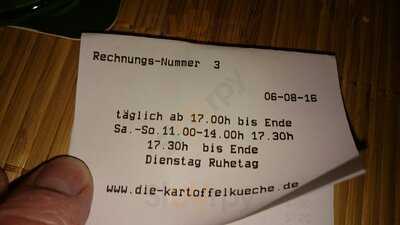 Rechnungs-Nummer 3
06-08-16
täglich ab 17.00h bis Ende
Sa.-So.11.00-14.00h 17.30h
17.30h bis Ende
Dienstag Ruhetag
www.die-kartoffelkueche.de